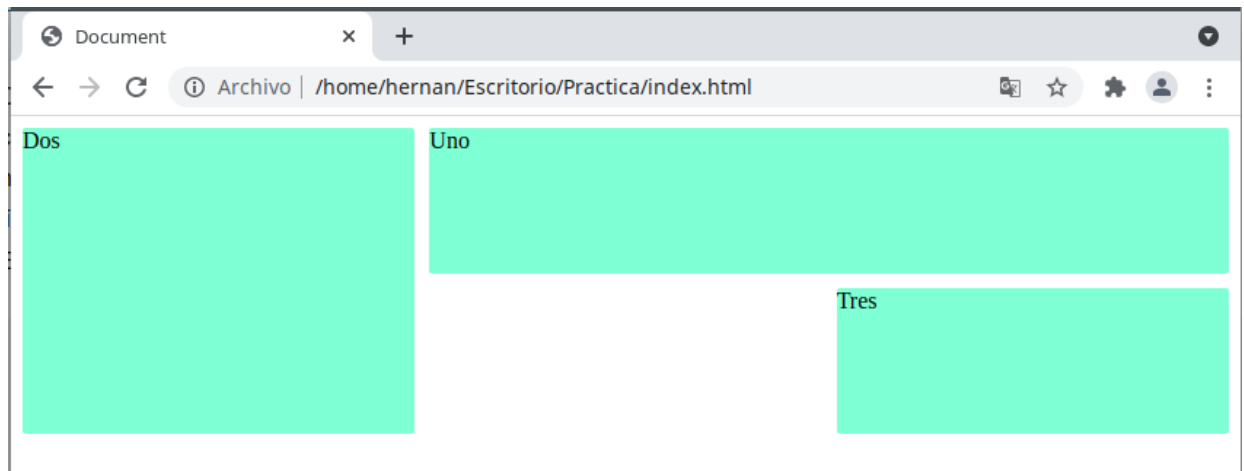 Document
Archivo /home/hernan/Escritorio/Practica/index.html
Dos
Uno
Tres